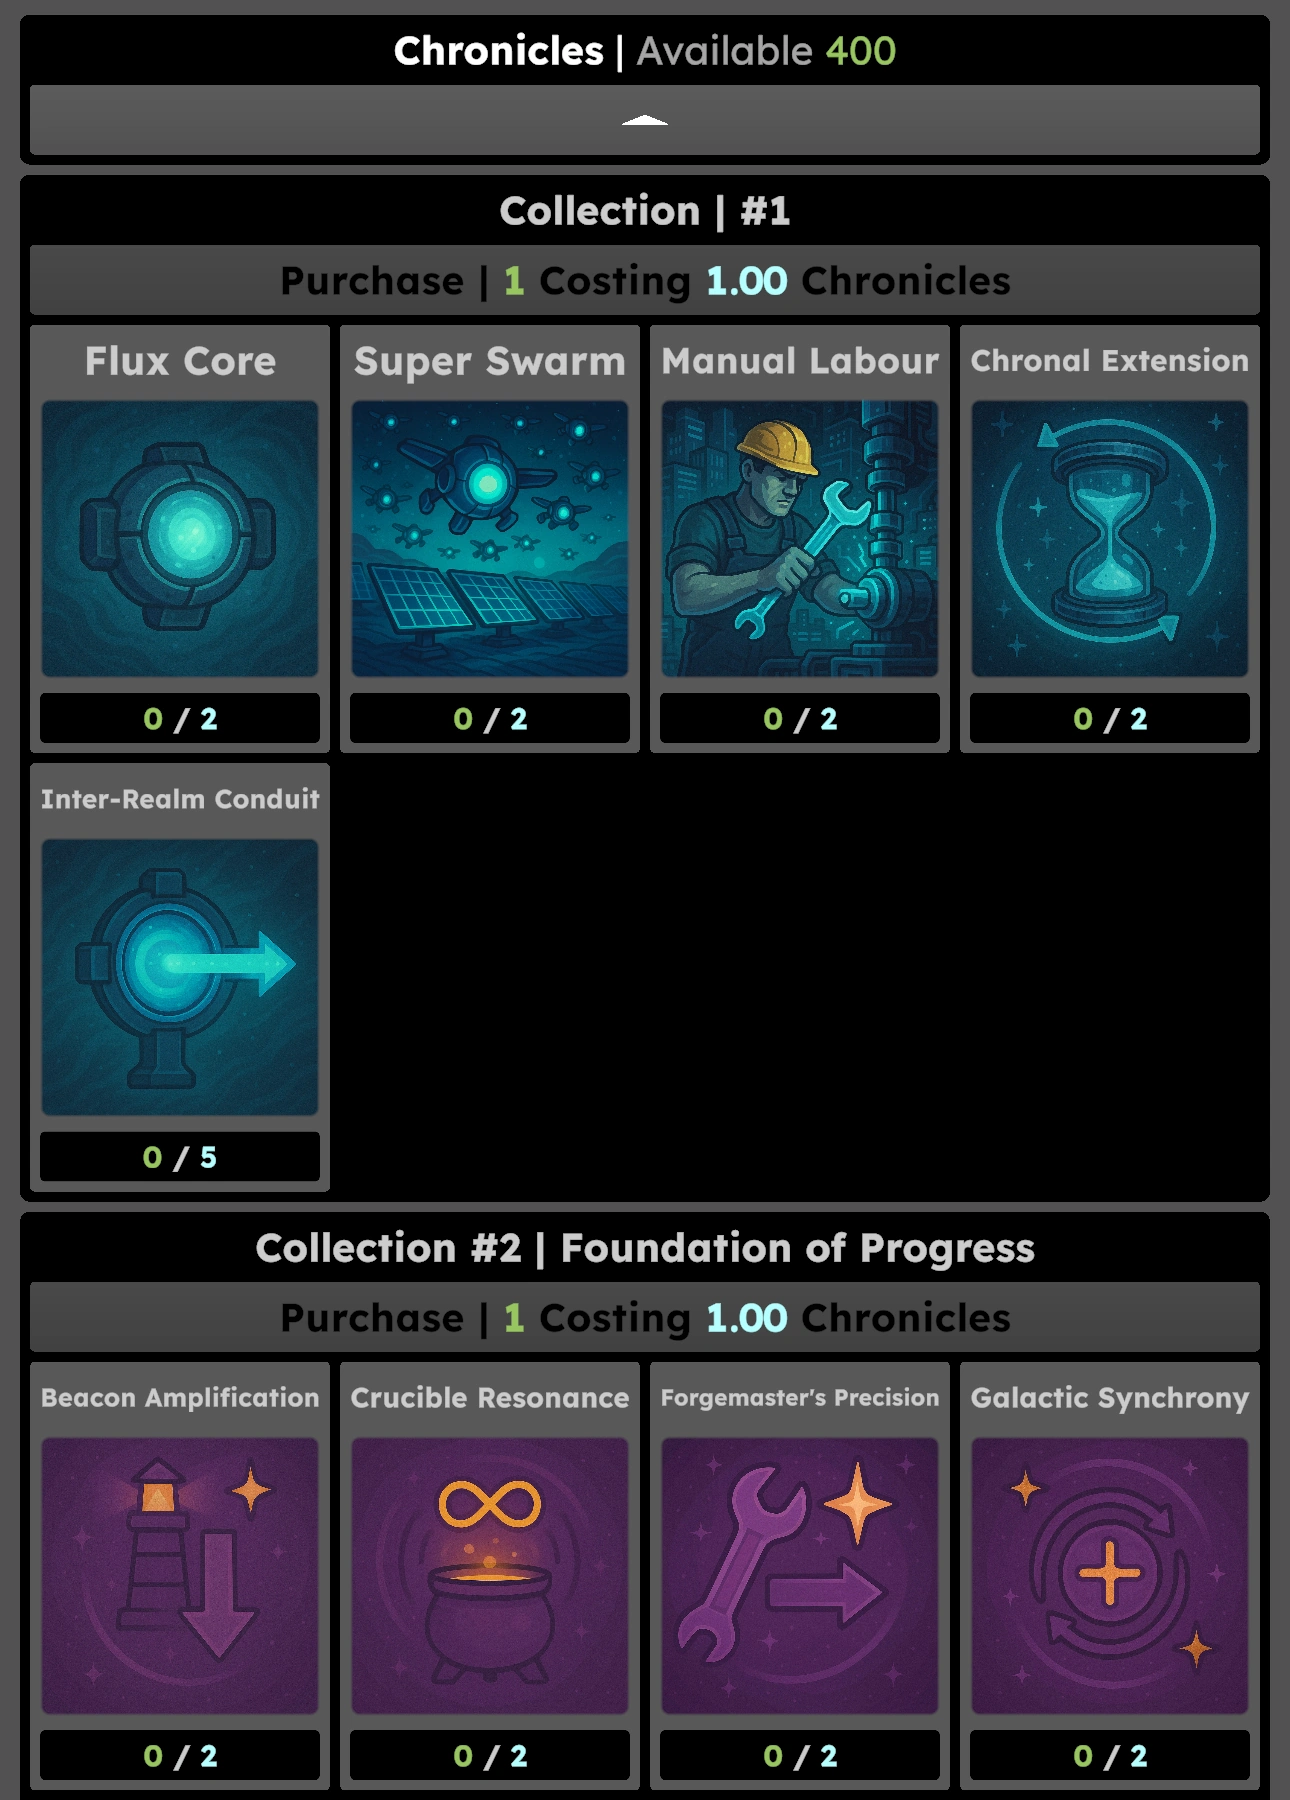 Chronicles | Available 400
Collection | #1
Purchase | 1 Costing 1.00 Chronicles
Flux Core
Super Swarm
Manual Labour
Chronal Extension
0 / 2
0 / 2
0 / 2
0 / 2
Inter-Realm Conduit
0 / 5
Collection #2 | Foundation of Progress
Purchase | 1 Costing 1.00 Chronicles
Beacon Amplification
Crucible Resonance
Forgemaster's Precision
Galactic Synchrony
0 / 2
0 / 2
0 / 2
0 / 2